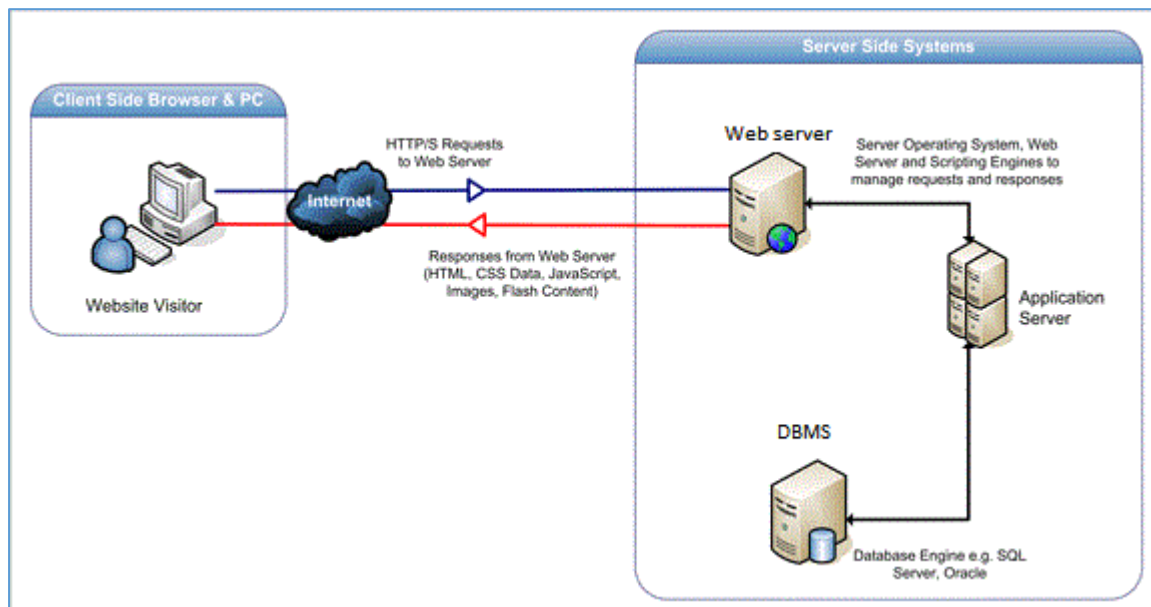 Server Side Systems
Client Side Browser & PC
HTTP/S Requests
to Web Server
Internet
Responses from Web Server
(HTML, CSS Data, JavaScript,
Images, Flash Content)
Website Visitor
Web server
Server Operating System, Web
Server and Scripting Engines to
manage requests and responses
Application
Server
DBMS
Database Engine e.g. SQL
Server, Oracle